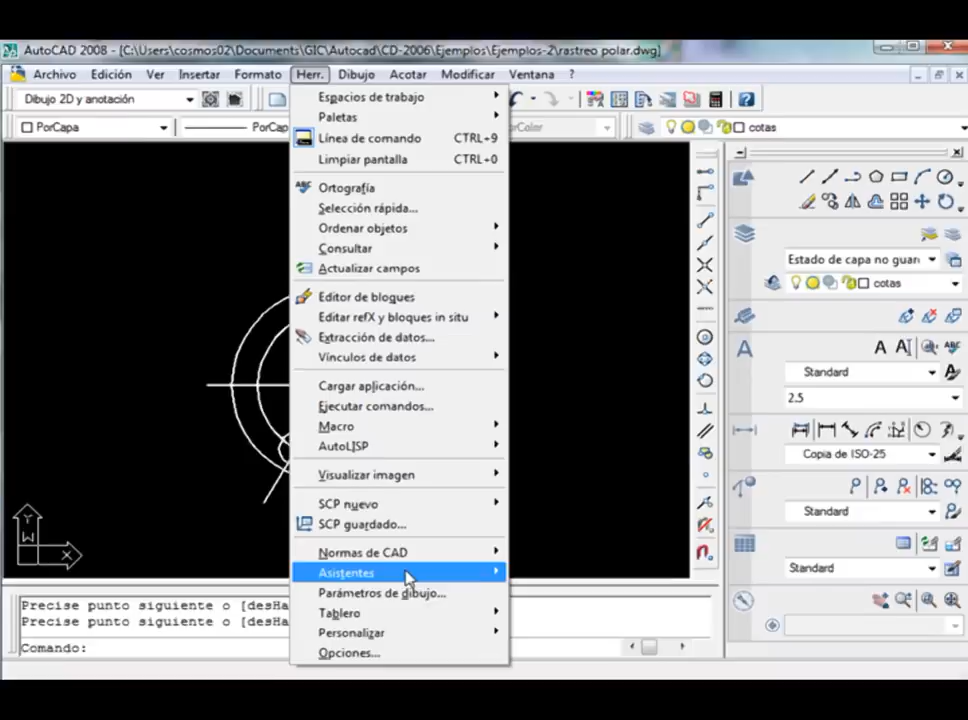 AutoCAD 2008 - [C:\Users\cosmos02\Documents\GIC\Autocad\CD-2006\Ejemplos\Ejemplos-2\rastreo polar.dwg]
Archivo Edición Ver Insertar Formato Herr. Dibujo Acotar Modificar Ventana ?
Dibujo 2D y anotación
PorCapa PorCap orColor cotas
Espacios de trabajo
Paletas
Línea de comando CTRL+9
Limpiar pantalla CTRL+0
Ortografía
Selección rápida...
Ordenar objetos
Consultar
Actualizar campos
Editor de bloques
Editar refX y bloques in situ
Extracción de datos...
Vínculos de datos
Cargar aplicación...
Ejecutar comandos...
Macro
AutoLISP
Visualizar imagen
SCP nuevo
SCP guardado...
Normas de CAD
Asistentes
Parámetros de dibujo...
Tablero
Personalizar
Opciones...
Estado de capa no guar
cotas
Standard
2.5
Copia de ISO-25
Standard
Standard
W
X
Precise punto siguiente o [desHa
Precise punto siguiente o [desHa
Comando: